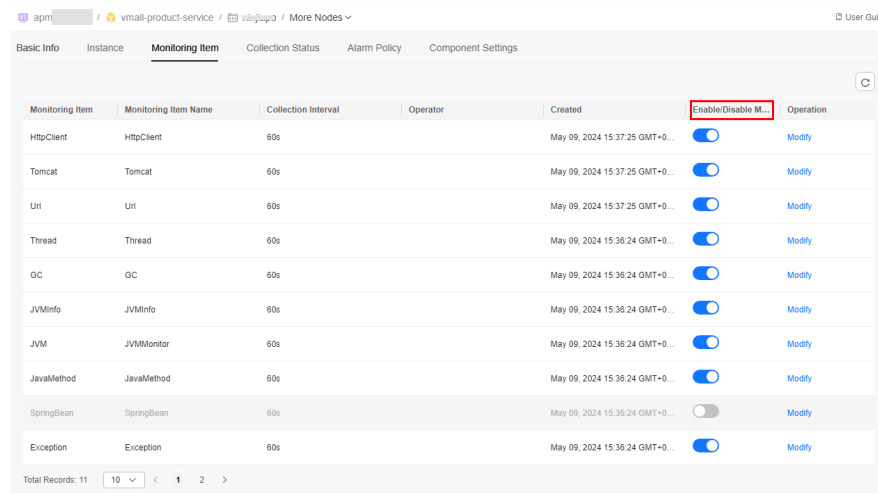 apm / vmall-product-service / / More Nodes User Gui
Basic Info Instance Monitoring Item Collection Status Alarm Policy Component Settings
Monitoring Item Monitoring Item Name Collection Interval Operator Created Enable/Disable M... Operation
HttpClient HttpClient 60s May 09, 2024 15:37:25 GMT+0... Modify
Tomcat Tomcat 60s May 09, 2024 15:37:25 GMT+0... Modify
Url Url 60s May 09, 2024 15:37:25 GMT+0... Modify
Thread Thread 60s May 09, 2024 15:36:24 GMT+0... Modify
GC GC 60s May 09, 2024 15:36:24 GMT+0... Modify
JVMInfo JVMInfo 60s May 09, 2024 15:36:24 GMT+0... Modify
JVM JVMMonitor 60s May 09, 2024 15:36:24 GMT+0... Modify
JavaMethod JavaMethod 60s May 09, 2024 15:36:24 GMT+0... Modify
SpringBean SpringBean 60s May 09, 2024 15:36:24 GMT+0... Modify
Exception Exception 60s May 09, 2024 15:36:24 GMT+0... Modify
Total Records: 11 10 < 1 2 >